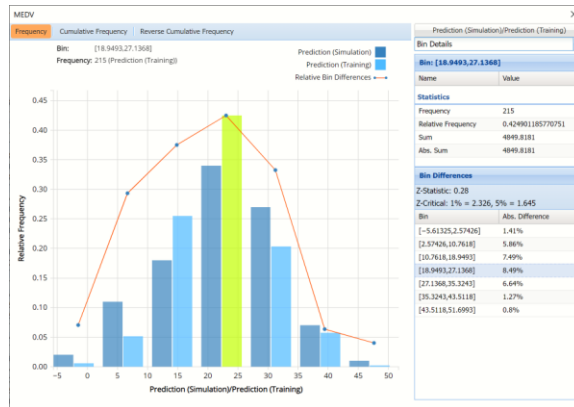 MEDV
Frequency Cumulative Frequency Reverse Cumulative Frequency
Bin: [18.9493,27.1368]
Frequency: 215 (Prediction (Training))
Prediction (Simulation)
Prediction (Training)
Relative Bin Differences
Relative Frequency
0.45
0.40
0.35
0.30
0.25
0.20
0.15
0.10
0.05
0.00
−5 0 5 10 15 20 25 30 35 40 45 50
Prediction (Simulation)/Prediction (Training)
Prediction (Simulation)/Prediction (Training)
Bin Details
Bin: [18.9493,27.1368]
Name Value
Statistics
Frequency 215
Relative Frequency 0.424901185770751
Sum 4849.8181
Abs. Sum 4849.8181
Bin Differences
Z-Statistic: 0.28
Z-Critical: 1% = 2.326, 5% = 1.645
Bin Abs. Difference
[−5.61325,2.57426] 1.41%
[2.57426,10.7618] 5.86%
[10.7618,18.9493] 7.49%
[18.9493,27.1368] 8.49%
[27.1368,35.3243] 6.64%
[35.3243,43.5118] 1.27%
[43.5118,51.6993] 0.8%